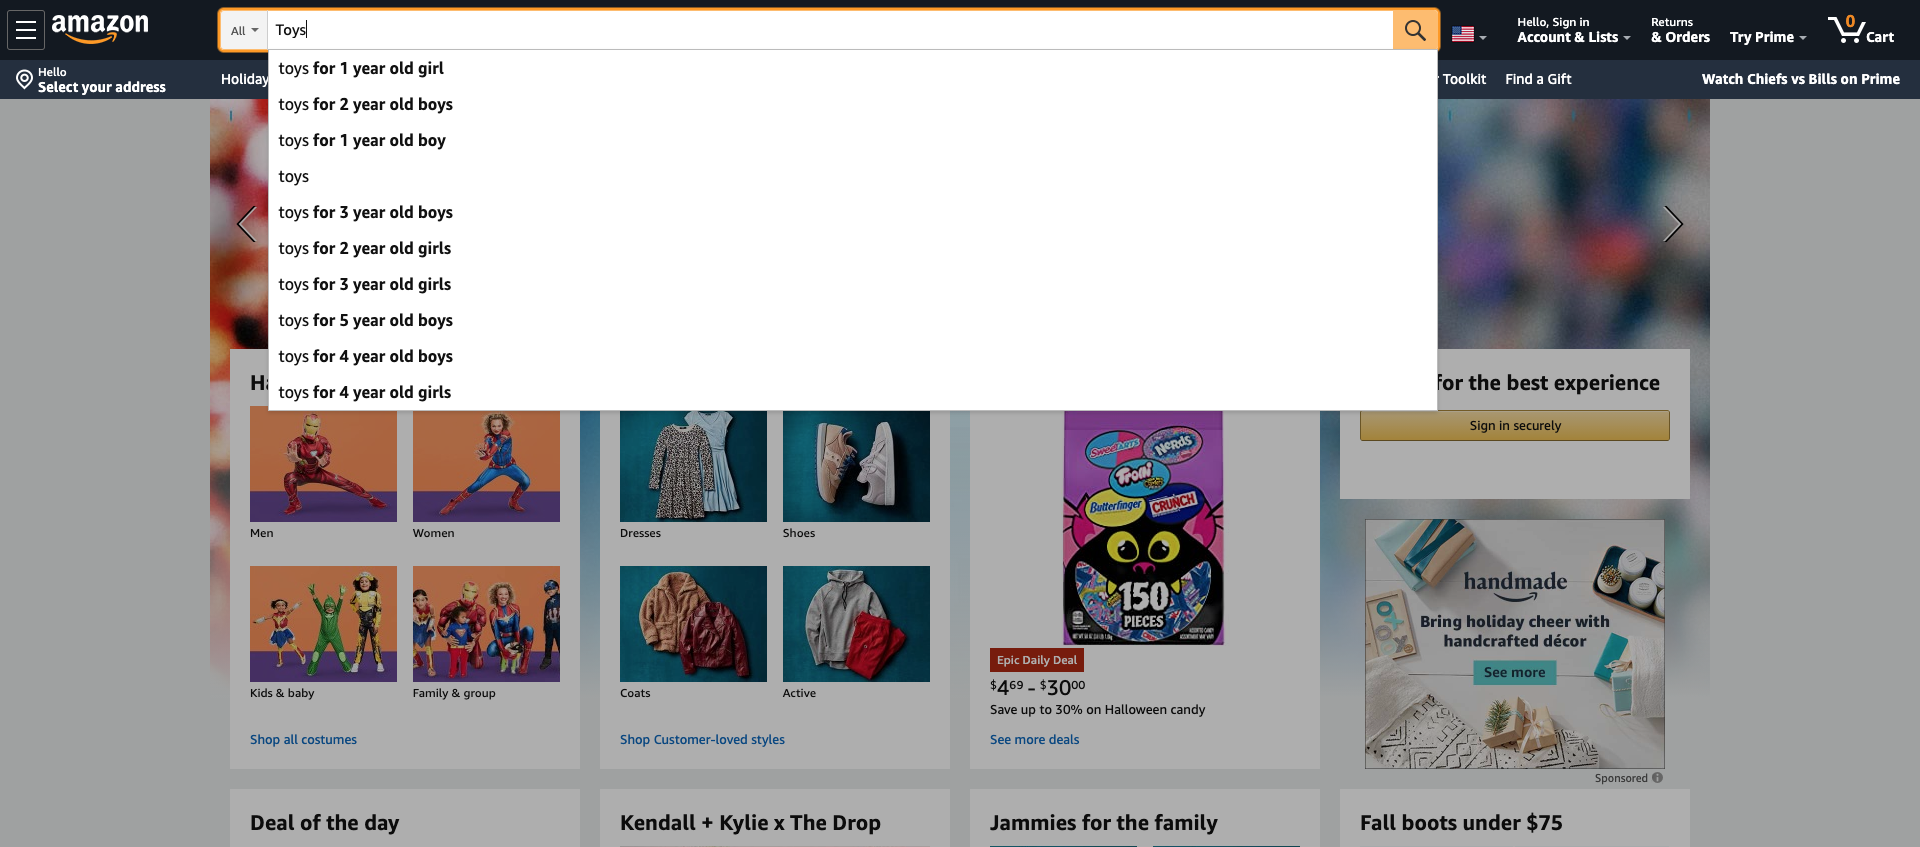 amazon
All
Toys
Hello, Sign in
Account & Lists
Returns
& Orders
Try Prime
0
Cart
Hello
Select your address
Holiday
Toolkit
Find a Gift
Watch Chiefs vs Bills on Prime
toys for 1 year old girl
toys for 2 year old boys
toys for 1 year old boy
toys
toys for 3 year old boys
toys for 2 year old girls
toys for 3 year old girls
toys for 5 year old boys
toys for 4 year old boys
toys for 4 year old girls
for the best experience
Sign in securely
Men
Women
Kids & baby
Family & group
Shop all costumes
Dresses
Shoes
Coats
Active
Shop Customer-loved styles
SweeTARTS
Nerds
Trolli
Butterfinger
CRUNCH
150
PIECES
Epic Daily Deal
$469 - $3000
Save up to 30% on Halloween candy
See more deals
handmade
Bring holiday cheer with
handcrafted décor
See more
Sponsored
Deal of the day
Kendall + Kylie x The Drop
Jammies for the family
Fall boots under $75